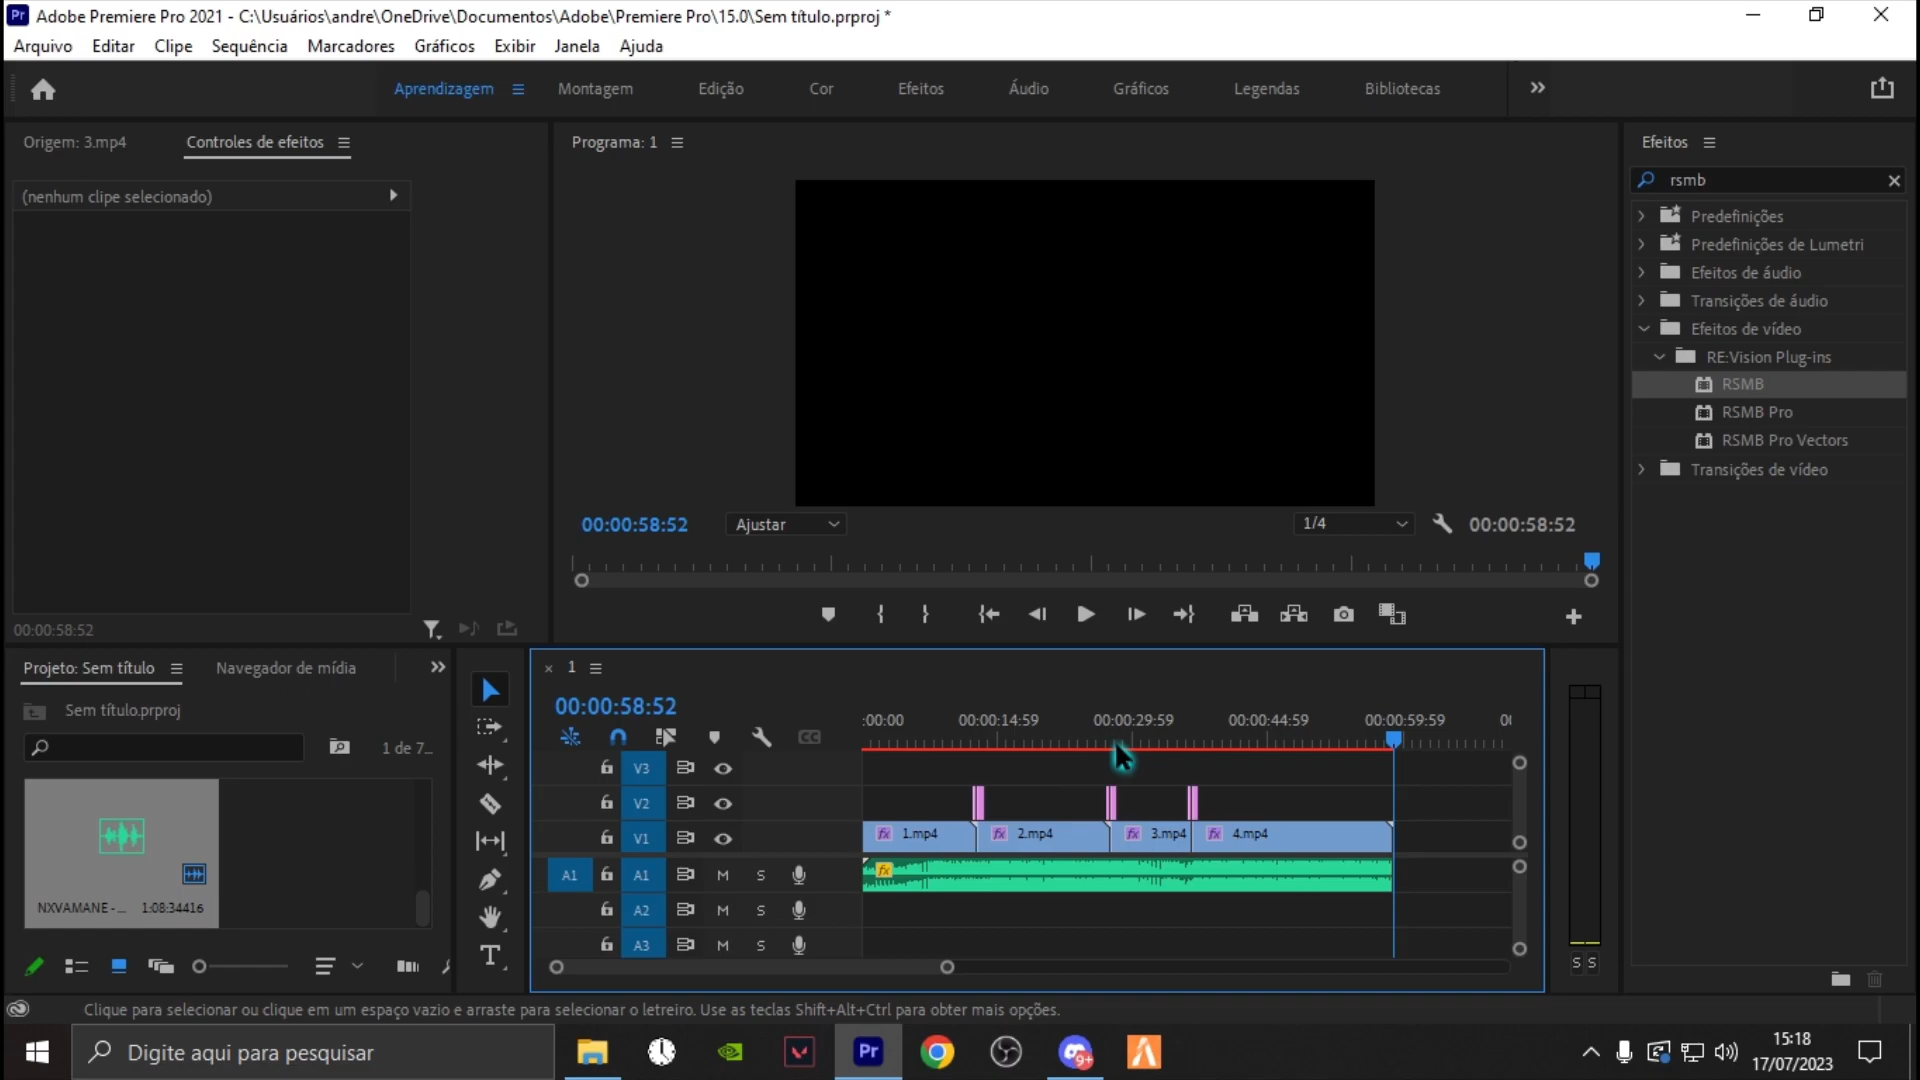 Pr Adobe Premiere Pro 2021 - C:\Usuários\andre\OneDrive\Documentos\Adobe\Premiere Pro\15.0\Sem título.prproj *
Arquivo Editar Clipe Sequência Marcadores Gráficos Exibir Janela Ajuda
Aprendizagem Montagem Edição Cor Efeitos Áudio Gráficos Legendas Bibliotecas
Origem: 3.mp4 Controles de efeitos
(nenhum clipe selecionado)
00:00:58:52
Programa: 1
00:00:58:52 Ajustar 1/4 00:00:58:52
Efeitos
rsmb
Predefinições
Predefinições de Lumetri
Efeitos de áudio
Transições de áudio
Efeitos de vídeo
RE:Vision Plug-ins
RSMB
RSMB Pro
RSMB Pro Vectors
Transições de vídeo
Projeto: Sem título Navegador de mídia
Sem título.prproj
1 de 7...
NXVAMANE - ... 1:08:34416
1
00:00:58:52
:00:00 00:00:14:59 00:00:29:59 00:00:44:59 00:00:59:59
CC
V3
V2
V1 fx 1.mp4 fx 2.mp4 fx 3.mp4 fx 4.mp4
A1 A1 M S fx
A2 M S
A3 M S
S S
Clique para selecionar ou clique em um espaço vazio e arraste para selecionar o letreiro. Use as teclas Shift+Alt+Ctrl para obter mais opções.
Digite aqui para pesquisar
Pr
9+
15:18
17/07/2023